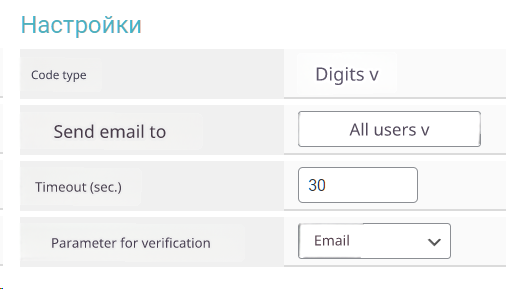 Настройки
Code type
Digits v
Send email to
All users v
Timeout (sec.)
30
Parameter for verification
Email